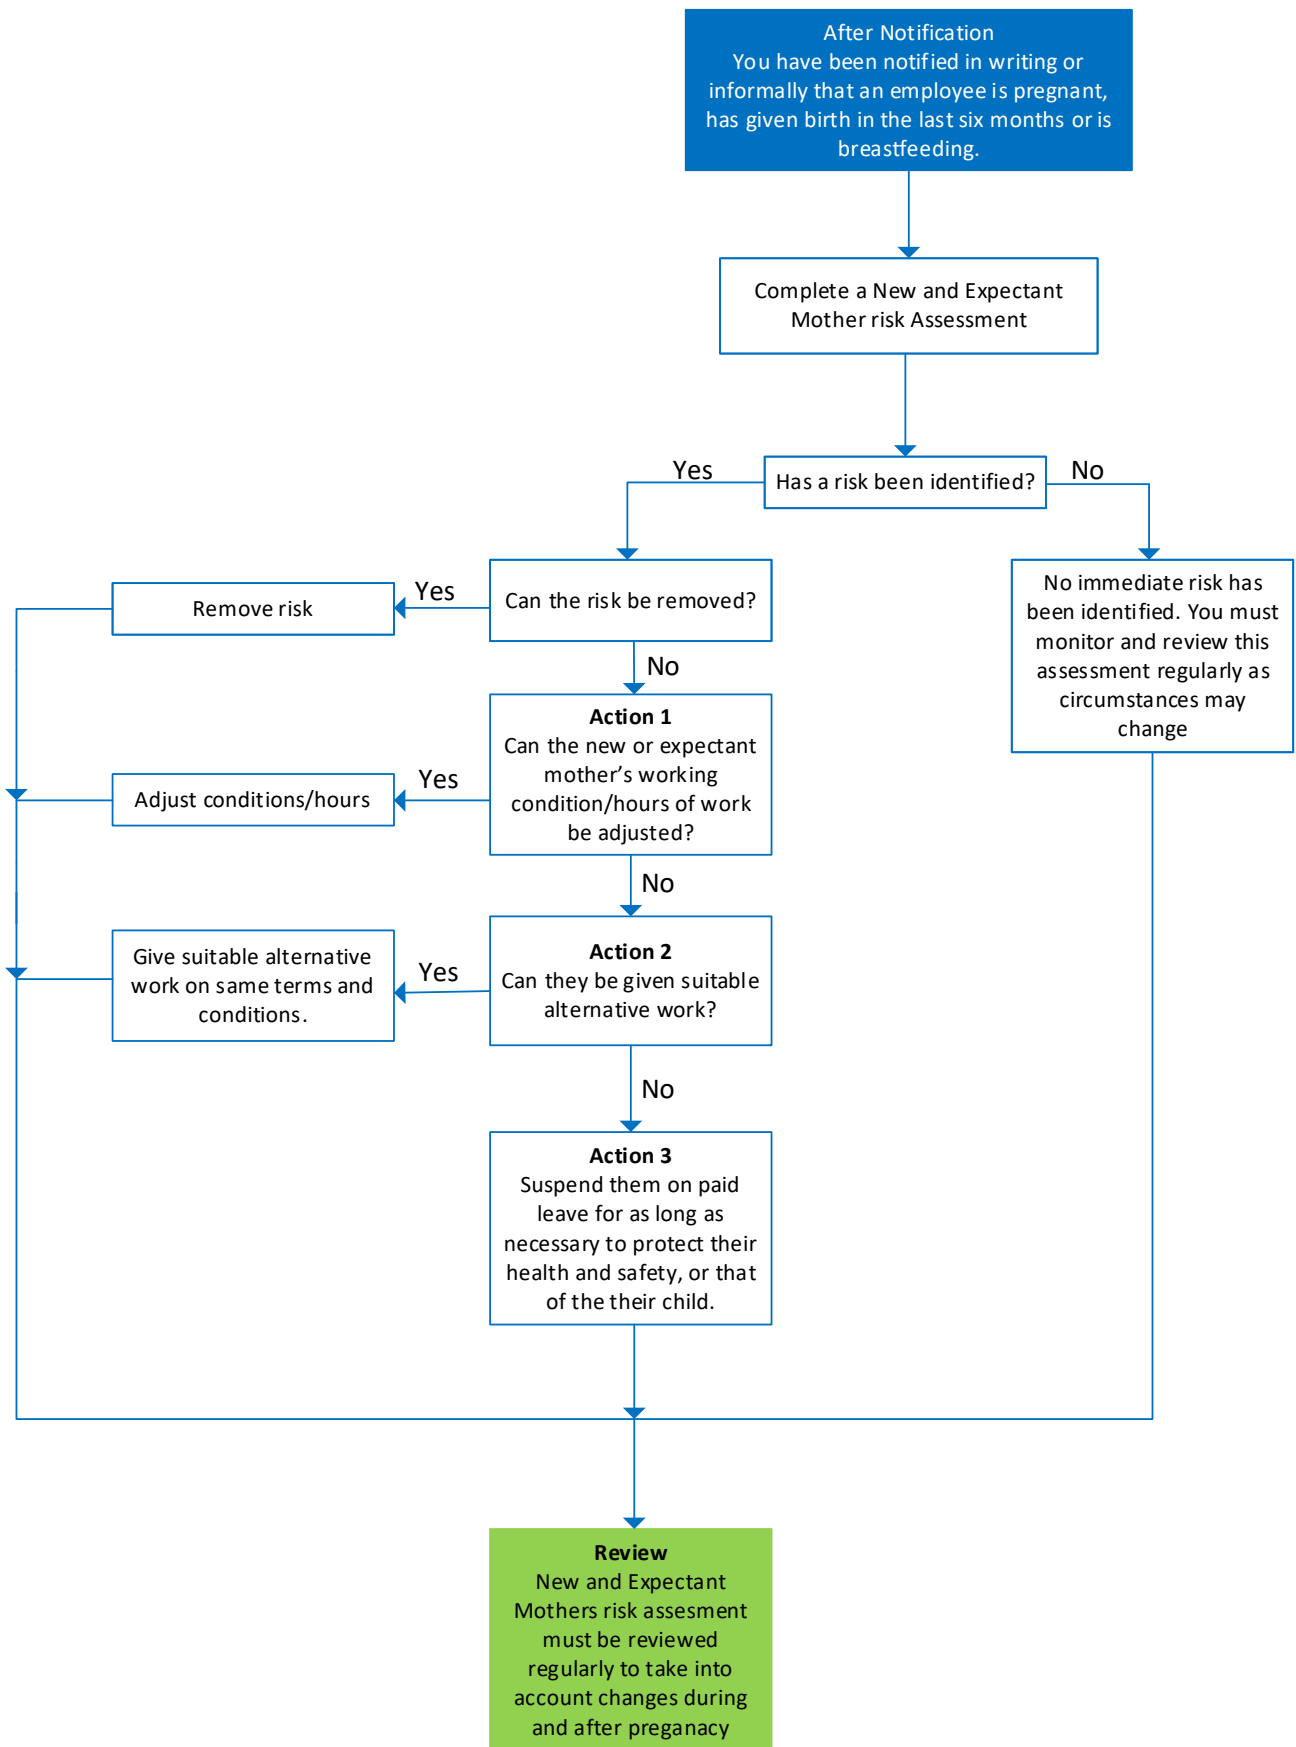 After Notification
You have been notified in writing or
informally that an employee is pregnant,
has given birth in the last six months or is
breastfeeding.
Complete a New and Expectant
Mother risk Assessment
Has a risk been identified?
Yes
No
Can the risk be removed?
Yes
Remove risk
No
No immediate risk has
been identified. You must
monitor and review this
assessment regularly as
circumstances may
change
Action 1
Can the new or expectant
mother’s working
condition/hours of work
be adjusted?
Yes
Adjust conditions/hours
No
Action 2
Can they be given suitable
alternative work?
Yes
Give suitable alternative
work on same terms and
conditions.
No
Action 3
Suspend them on paid
leave for as long as
necessary to protect their
health and safety, or that
of the their child.
Review
New and Expectant
Mothers risk assesment
must be reviewed
regularly to take into
account changes during
and after preganacy